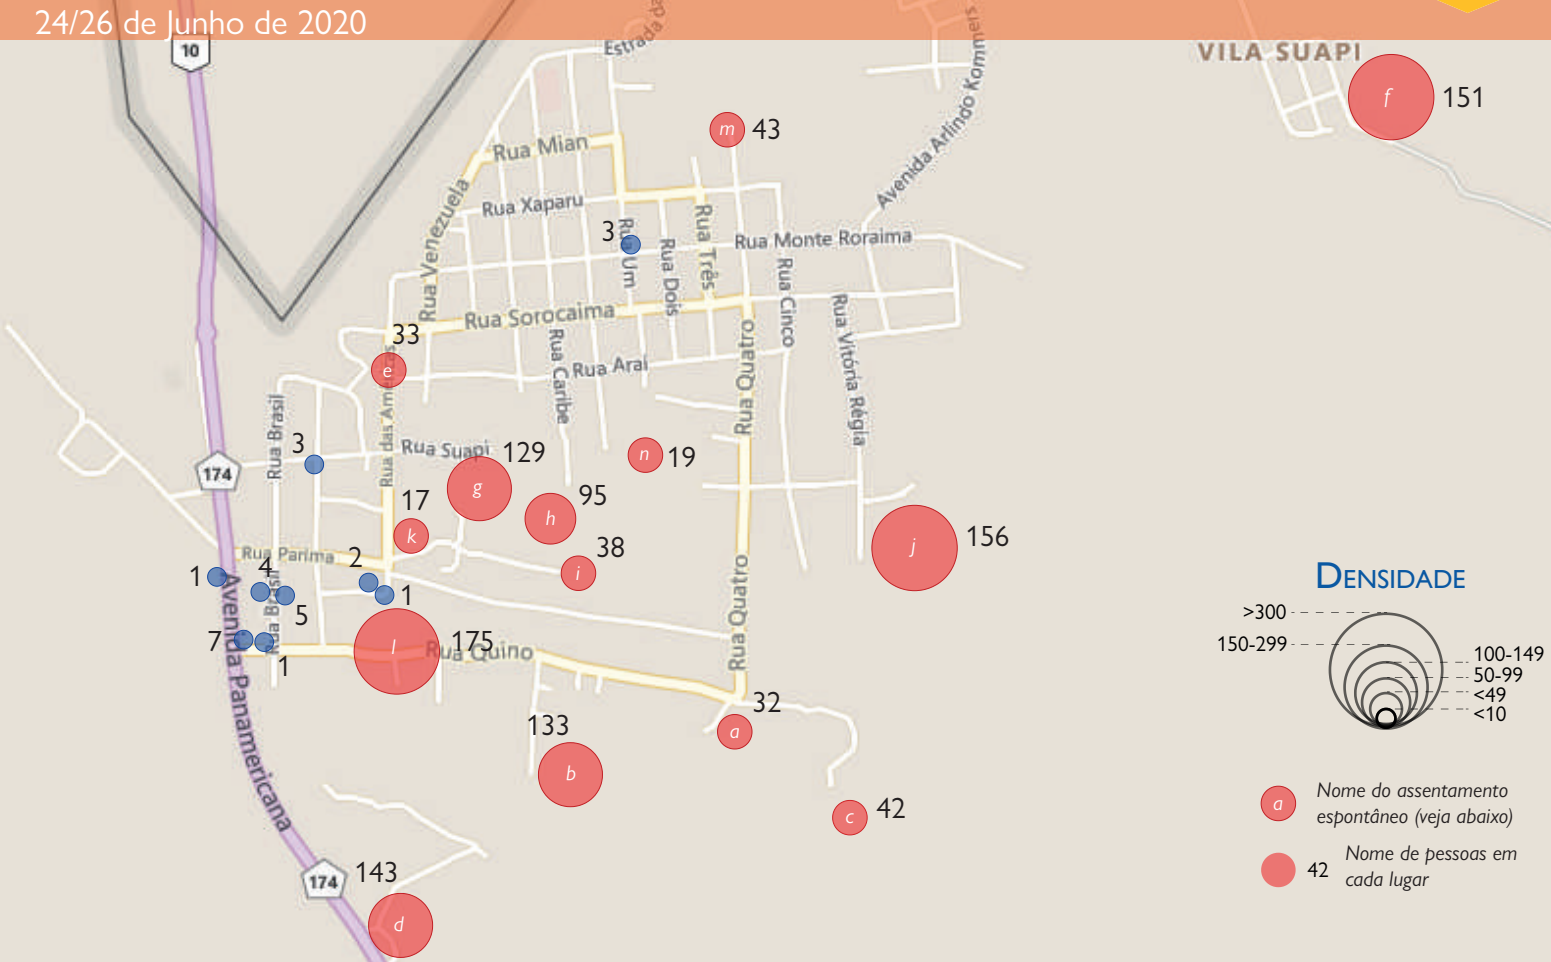 24/26 de Junho de 2020
10
Estrada da
VILA SUAPI
f
151
m
43
Rua Mian
Avenida Arlindo Kommers
Rua Xaparu
Rua Venezuela
3
Rua Um
Rua Dois
Rua Três
Rua Monte Roraima
Rua Cinco
Rua Sorocaima
Rua Vitória Régia
33
e
Rua das Américas
Rua Caribe
Rua Arai
Rua Quatro
Rua Brasil
3
174
Rua Suapi
129
g
n
19
17
k
95
h
38
i
156
j
Rua Parima
1
4
5
2
1
7
1
Rua Brasil
Avenida Panamericana
l
175
Rua Quino
Rua Quatro
32
a
133
b
c
42
174
143
d
DENSIDADE
>300
150-299
100-149
50-99
<49
<10
a
Nome do assentamento
espontâneo (veja abaixo)
42
Nome de pessoas em
cada lugar